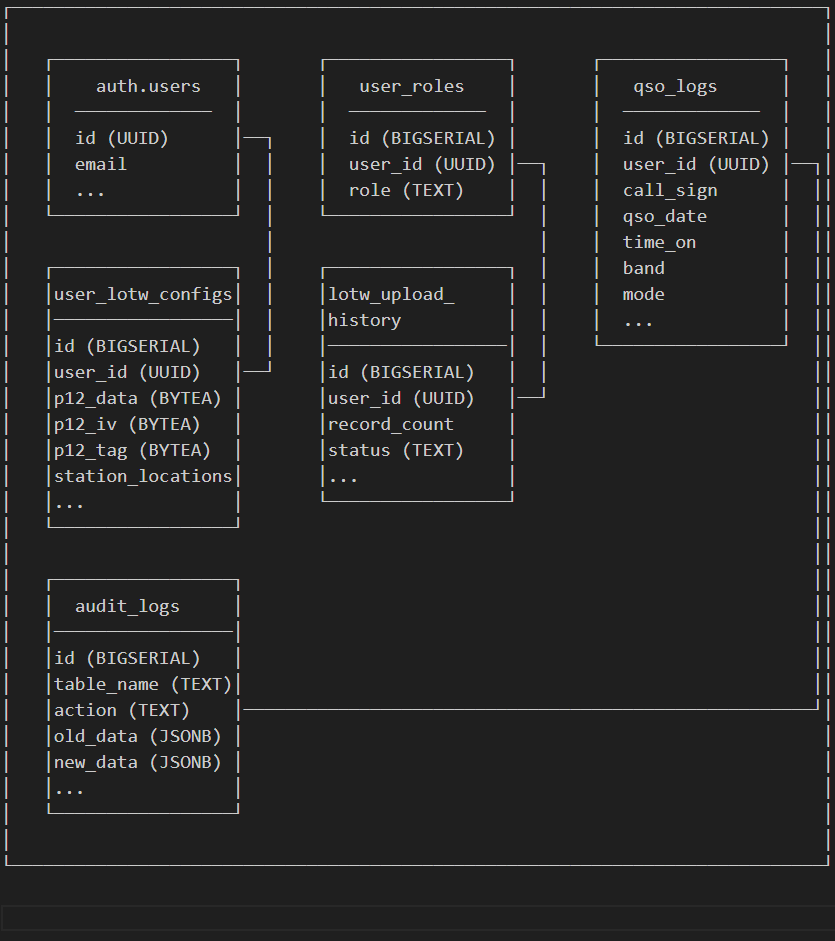 auth.users
id (UUID)
email
...
user_roles
id (BIGSERIAL)
user_id (UUID)
role (TEXT)
qso_logs
id (BIGSERIAL)
user_id (UUID)
call_sign
qso_date
time_on
band
mode
...
user_lotw_configs
id (BIGSERIAL)
user_id (UUID)
p12_data (BYTEA)
p12_iv (BYTEA)
p12_tag (BYTEA)
station_locations
...
lotw_upload_
history
id (BIGSERIAL)
user_id (UUID)
record_count
status (TEXT)
...
audit_logs
id (BIGSERIAL)
table_name (TEXT)
action (TEXT)
old_data (JSONB)
new_data (JSONB)
...